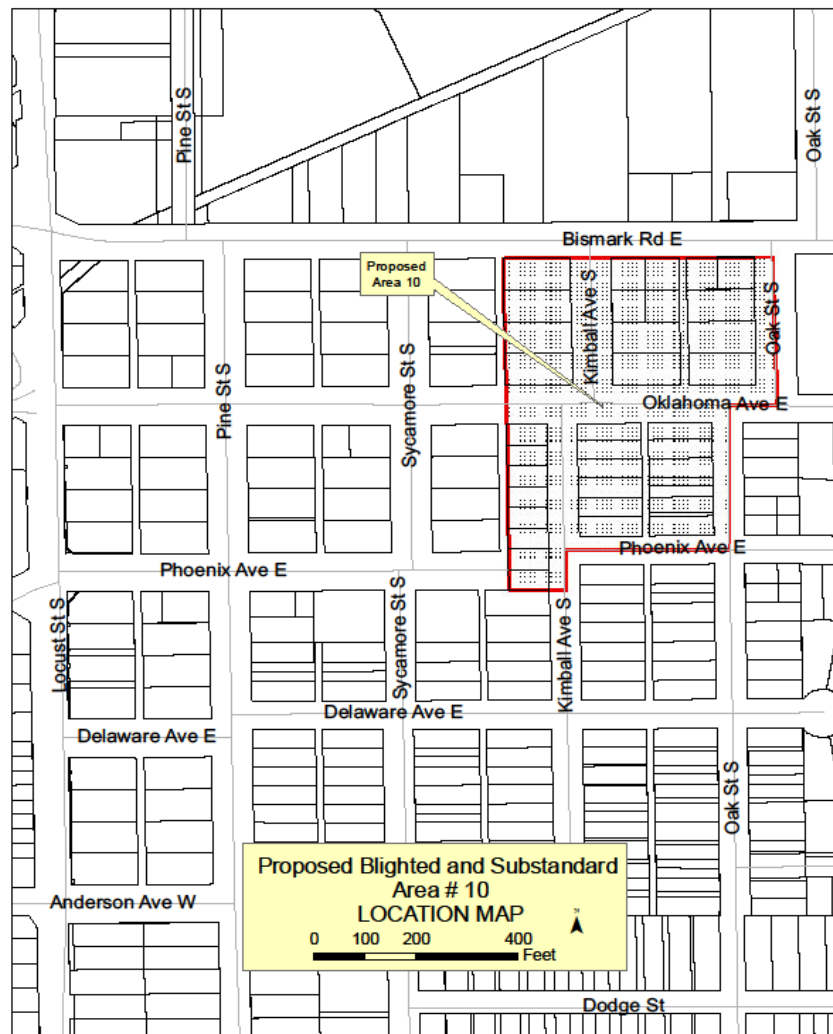 Pine St S
Oak St S
Bismark Rd E
Proposed
Area 10
Kimball Ave S
Oak St S
Pine St S
Sycamore St S
Oklahoma Ave E
Phoenix Ave E
Phoenix Ave E
Locust St S
Sycamore St S
Kimball Ave S
Delaware Ave E
Delaware Ave E
Oak St S
Proposed Blighted and Substandard
Area # 10
LOCATION MAP
0 100 200 400
Feet
Anderson Ave W
Dodge St